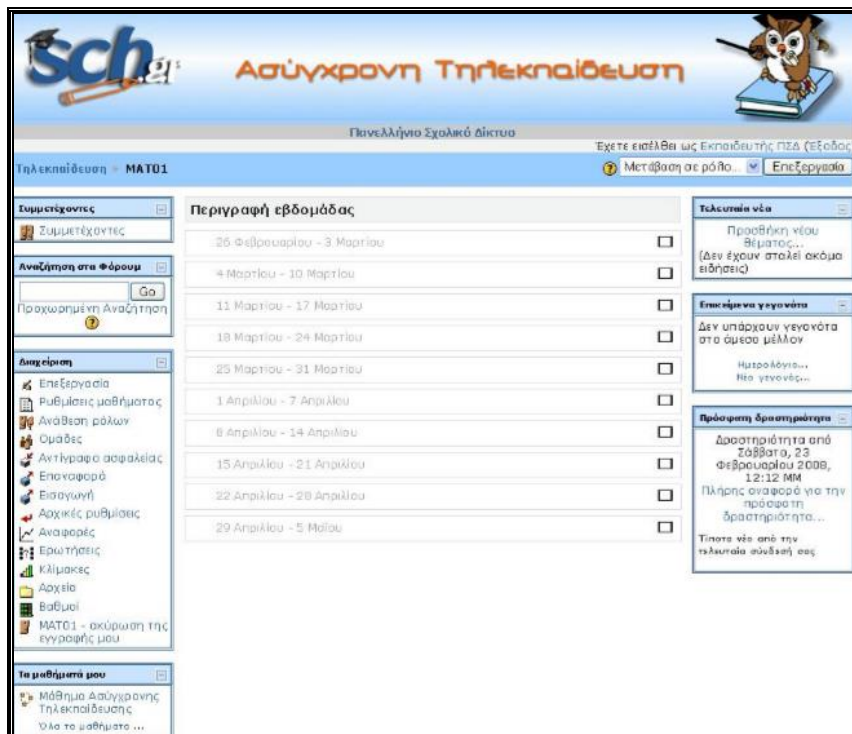 sch.gr
Ασύγχρονη Τηλεκπαίδευση
Πανελλήνιο Σχολικό Δίκτυο
Έχετε εισέλθει ως Εκπαιδευτής ΠΣΔ (Έξοδος
Τηλεκπαίδευση » MAT01
Μετάβαση σε ρόλο...
Επεξεργασία
Συμμετέχοντες
Συμμετέχοντες
Αναζήτηση στα Φόρουμ
Go
Προχωρημένη Αναζήτηση
Διαχείριση
Επεξεργασία
Ρυθμίσεις μαθήματος
Ανάθεση ρόλων
Ομάδες
Αντίγραφα ασφαλείας
Επαναφορά
Εισαγωγή
Αρχικές ρυθμίσεις
Αναφορές
Ερωτήσεις
Κλίμακες
Αρχεία
Βαθμοί
MAT01 - ακύρωση της
εγγραφής μου
Τα μαθήματά μου
Μάθημα Ασύγχρονης
Τηλεκπαίδευσης
Όλα τα μαθήματα ...
Περιγραφή εβδομάδας
26 Φεβρουαρίου - 3 Μαρτίου
4 Μαρτίου - 10 Μαρτίου
11 Μαρτίου - 17 Μαρτίου
18 Μαρτίου - 24 Μαρτίου
25 Μαρτίου - 31 Μαρτίου
1 Απριλίου - 7 Απριλίου
8 Απριλίου - 14 Απριλίου
15 Απριλίου - 21 Απριλίου
22 Απριλίου - 28 Απριλίου
29 Απριλίου - 5 Μαΐου
Τελευταία νέα
Προσθήκη νέου
θέματος...
(Δεν έχουν σταλεί ακόμα
ειδήσεις)
Επικείμενα γεγονότα
Δεν υπάρχουν γεγονότα
στο άμεσο μέλλον
Ημερολόγιο...
Νέο γεγονός...
Πρόσφατη δραστηριότητα
Δραστηριότητα από
Σάββατο, 23
Φεβρουαρίου 2008,
12:12 MM
Πλήρης αναφορά για την
πρόσφατη
δραστηριότητα...
Τίποτα νέο από την
τελευταία σύνδεσή σας